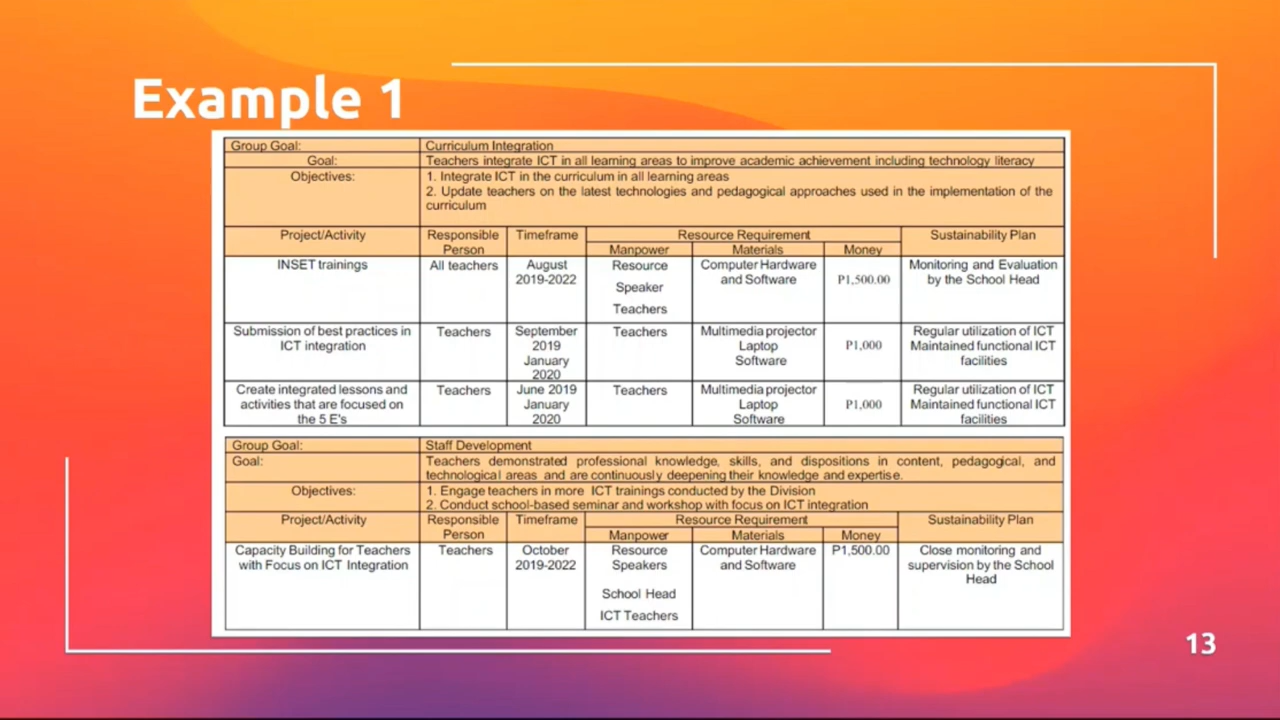 Example 1
Group Goal: Curriculum Integration
Goal: Teachers integrate ICT in all learning areas to improve academic achievement including technology literacy
Objectives: 1. Integrate ICT in the curriculum in all learning areas
2. Update teachers on the latest technologies and pedagogical approaches used in the implementation of the
curriculum
Project/Activity Responsible Timeframe Resource Requirement Sustainability Plan
Person Manpower Materials Money
INSET trainings All teachers August Resource Computer Hardware Monitoring and Evaluation
2019-2022 and Software P1,500.00 by the School Head
Speaker
Teachers
Submission of best practices in Teachers September Teachers Multimedia projector Regular utilization of ICT
ICT integration 2019 Laptop P1,000 Maintained functional ICT
January Software facilities
2020
Create integrated lessons and Teachers June 2019 Teachers Multimedia projector Regular utilization of ICT
activities that are focused on January Laptop P1,000 Maintained functional ICT
the 5 E's 2020 Software facilities
Group Goal: Staff Development
Goal: Teachers demonstrated professional knowledge, skills, and dispositions in content, pedagogical, and
technological areas and are continuously deepening their knowledge and expertise.
Objectives: 1. Engage teachers in more ICT trainings conducted by the Division
2. Conduct school-based seminar and workshop with focus on ICT integration
Project/Activity Responsible Timeframe Resource Requirement Sustainability Plan
Person Manpower Materials Money
Capacity Building for Teachers Teachers October Resource Computer Hardware P1,500.00 Close monitoring and
with Focus on ICT Integration 2019-2022 Speakers and Software supervision by the School
Head
School Head
ICT Teachers
13